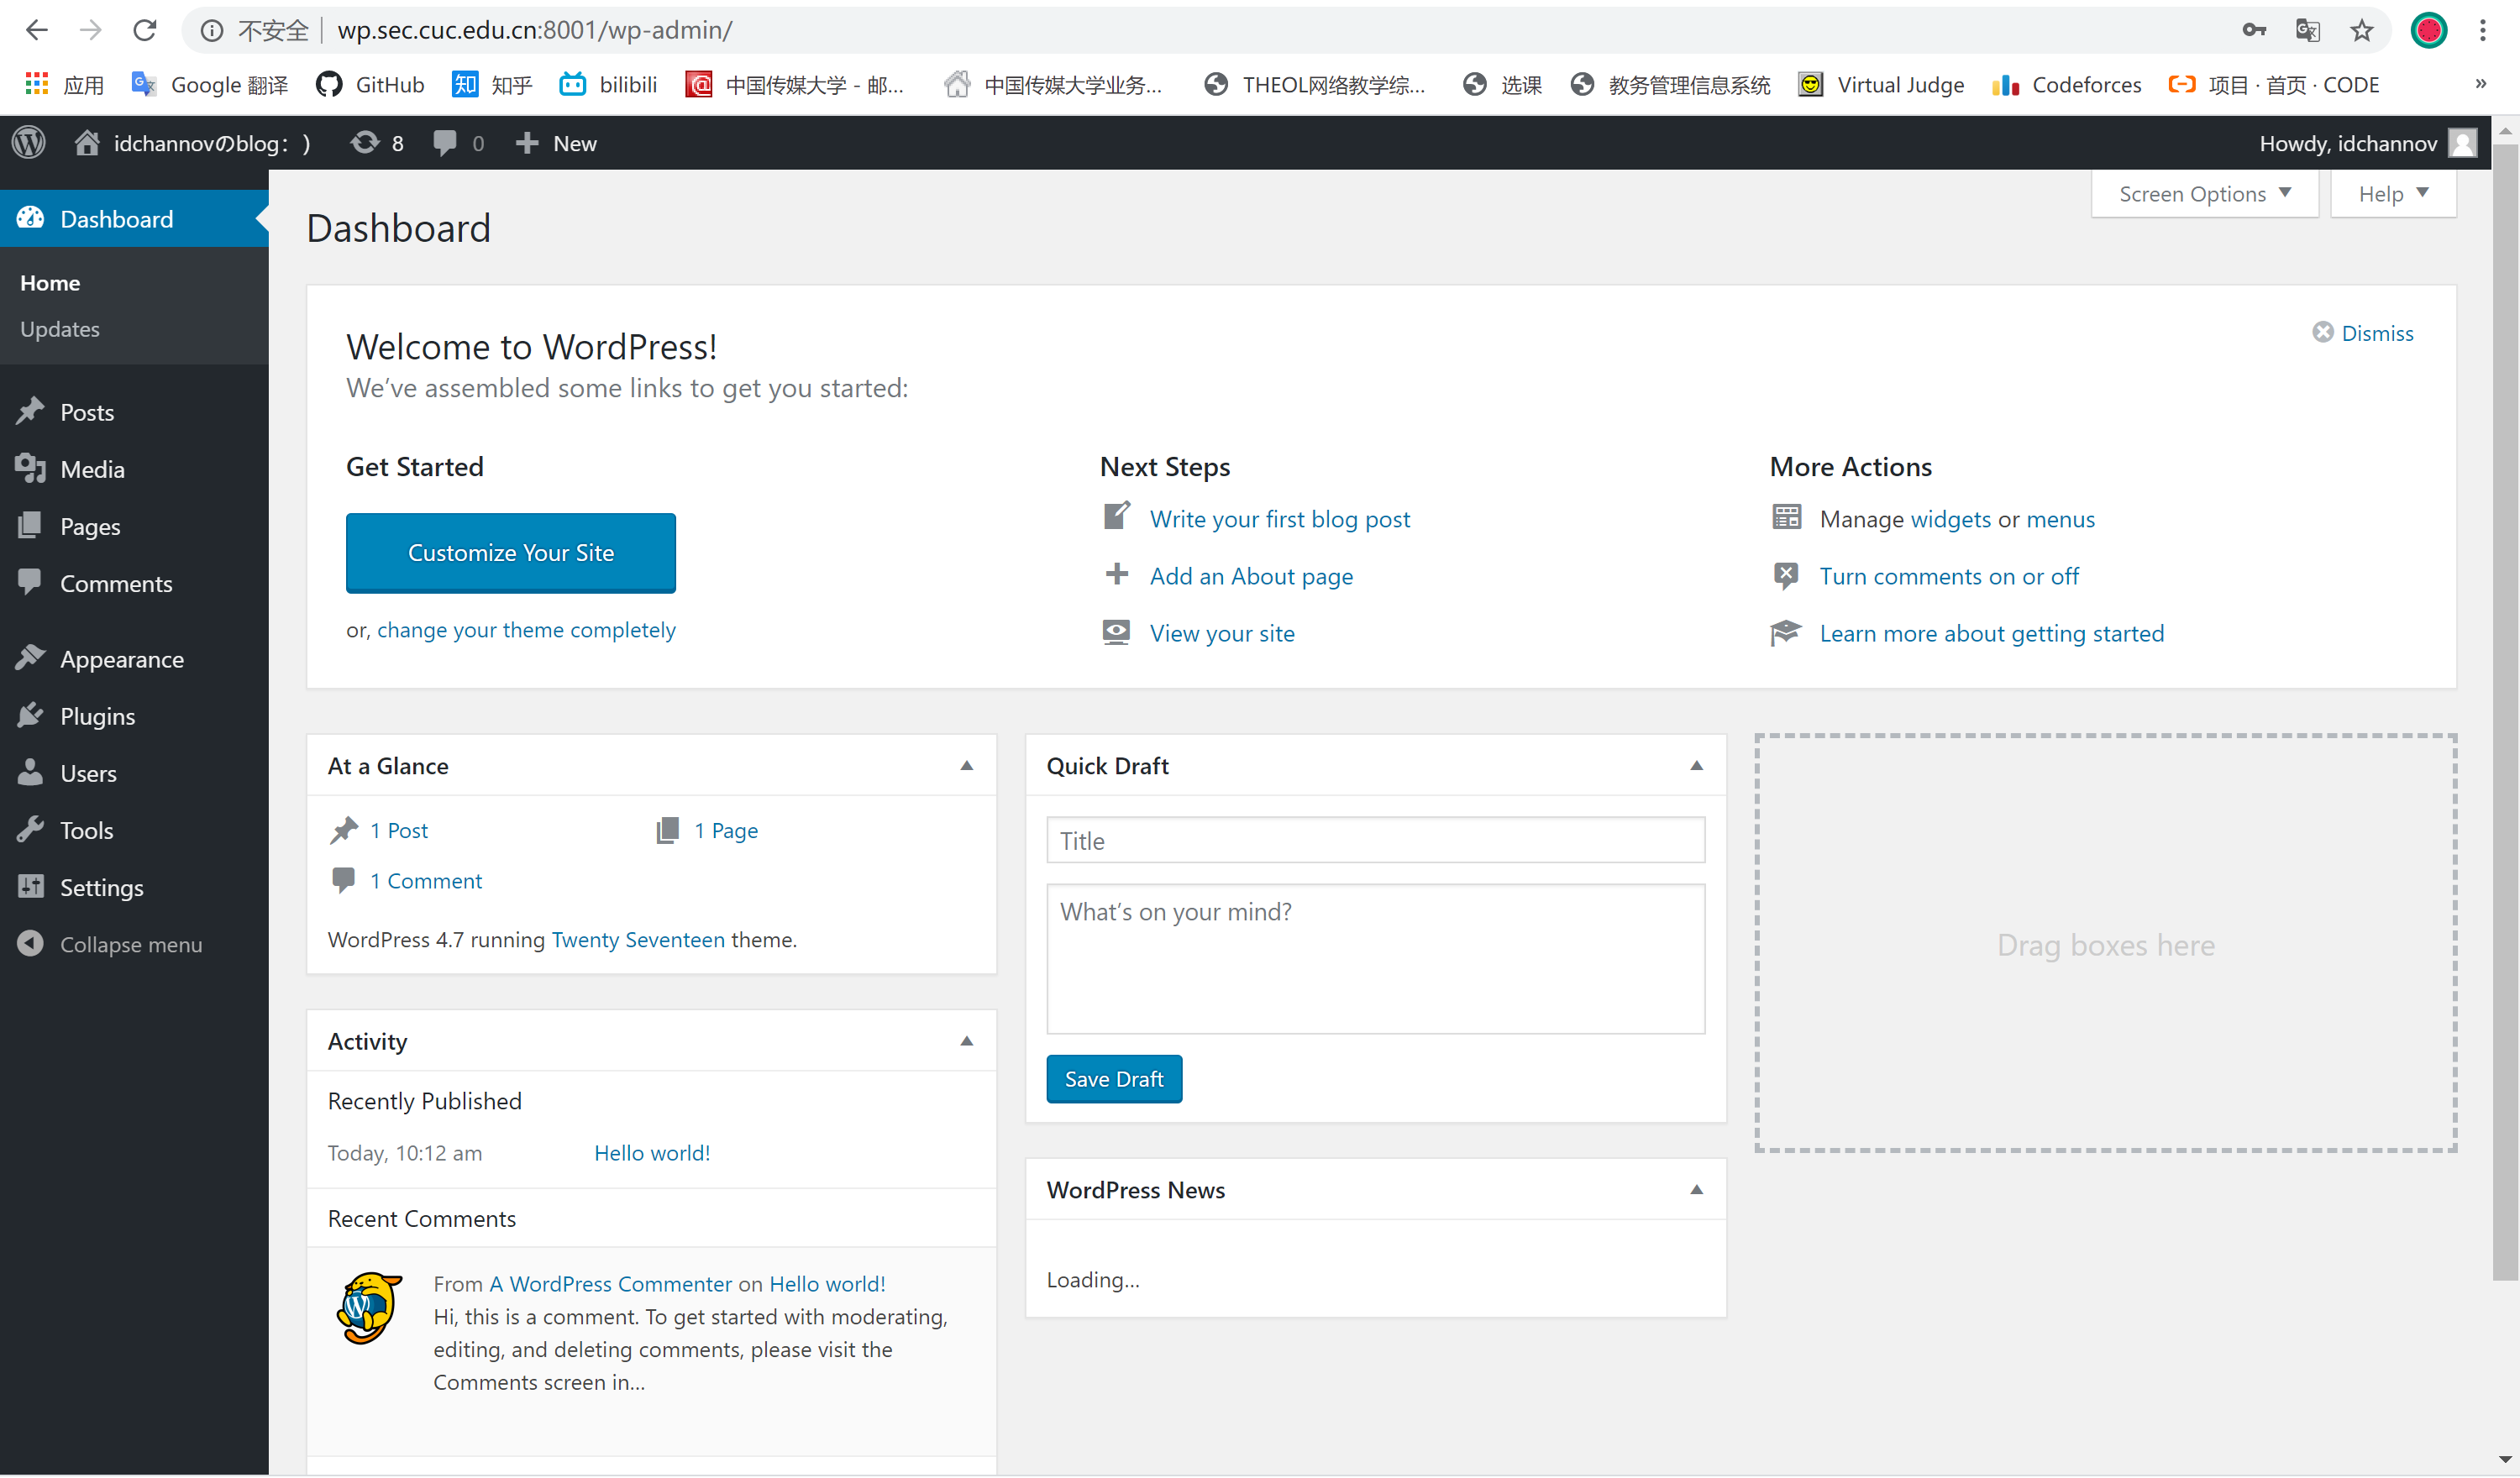 不安全 wp.sec.cuc.edu.cn:8001/wp-admin/
应用 Google 翻译 GitHub 知乎 bilibili 中国传媒大学 - 邮... 中国传媒大学业务... THEOL网络教学综... 选课 教务管理信息系统 Virtual Judge Codeforces 项目 · 首页 · CODE »
idchannovのblog：) 8 0 New Howdy, idchannov
Screen Options Help
Dashboard
Home
Updates
Posts
Media
Pages
Comments
Appearance
Plugins
Users
Tools
Settings
Collapse menu
Dashboard
Welcome to WordPress!
Dismiss
We’ve assembled some links to get you started:
Get Started
Customize Your Site
or, change your theme completely
Next Steps
Write your first blog post
Add an About page
View your site
More Actions
Manage widgets or menus
Turn comments on or off
Learn more about getting started
At a Glance
1 Post 1 Page
1 Comment
WordPress 4.7 running Twenty Seventeen theme.
Activity
Recently Published
Today, 10:12 am Hello world!
Recent Comments
From A WordPress Commenter on Hello world!
Hi, this is a comment. To get started with moderating,
editing, and deleting comments, please visit the
Comments screen in...
Quick Draft
Title
What’s on your mind?
Save Draft
WordPress News
Loading...
Drag boxes here